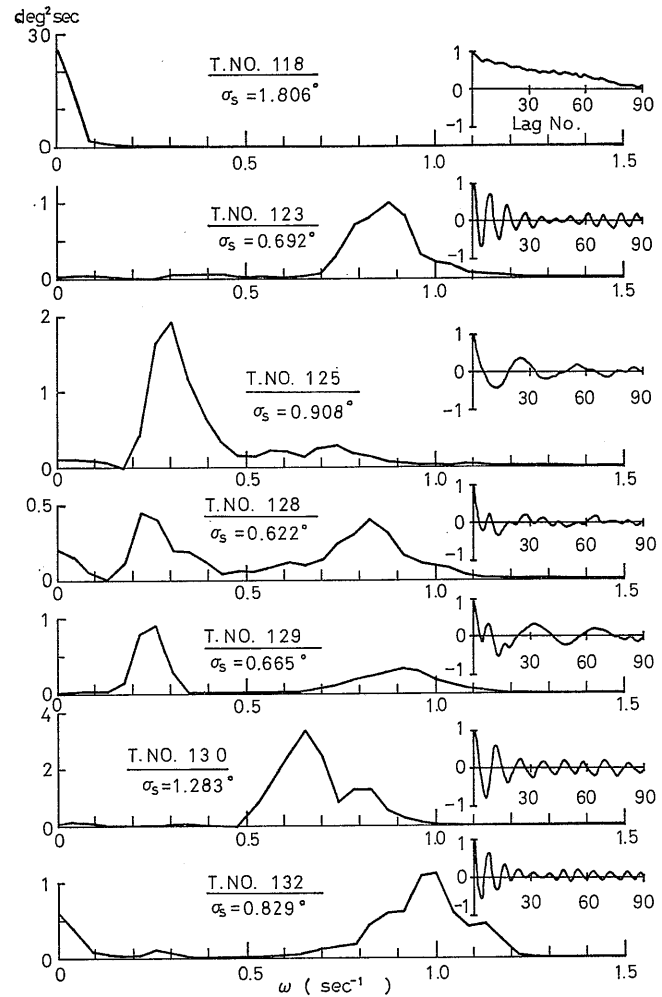 deg²sec
30
T.NO. 118
σs =1.806°
0
0 0.5 1.0 1.5
1
0
-1
30 60 90
Lag No.
1
T.NO. 123
σs =0.692°
0
0 0.5 1.0 1.5
1
0
-1
30 60 90
2
1
T.NO. 125
σs =0.908°
0
0 0.5 1.0 1.5
1
0
-1
30 60 90
0.5
T.NO. 128
σs =0.622°
0
0 0.5 1.0 1.5
1
0
-1
30 60 90
1
T.NO. 129
σs =0.665°
0
0 0.5 1.0 1.5
1
0
-1
30 60 90
4
2
T.NO. 130
σs=1.283°
0
0 0.5 1.0 1.5
1
0
-1
30 60 90
1
T.NO. 132
σs=0.829°
0
0 0.5 1.0 1.5
1
0
-1
30 60 90
ω ( sec⁻¹ )